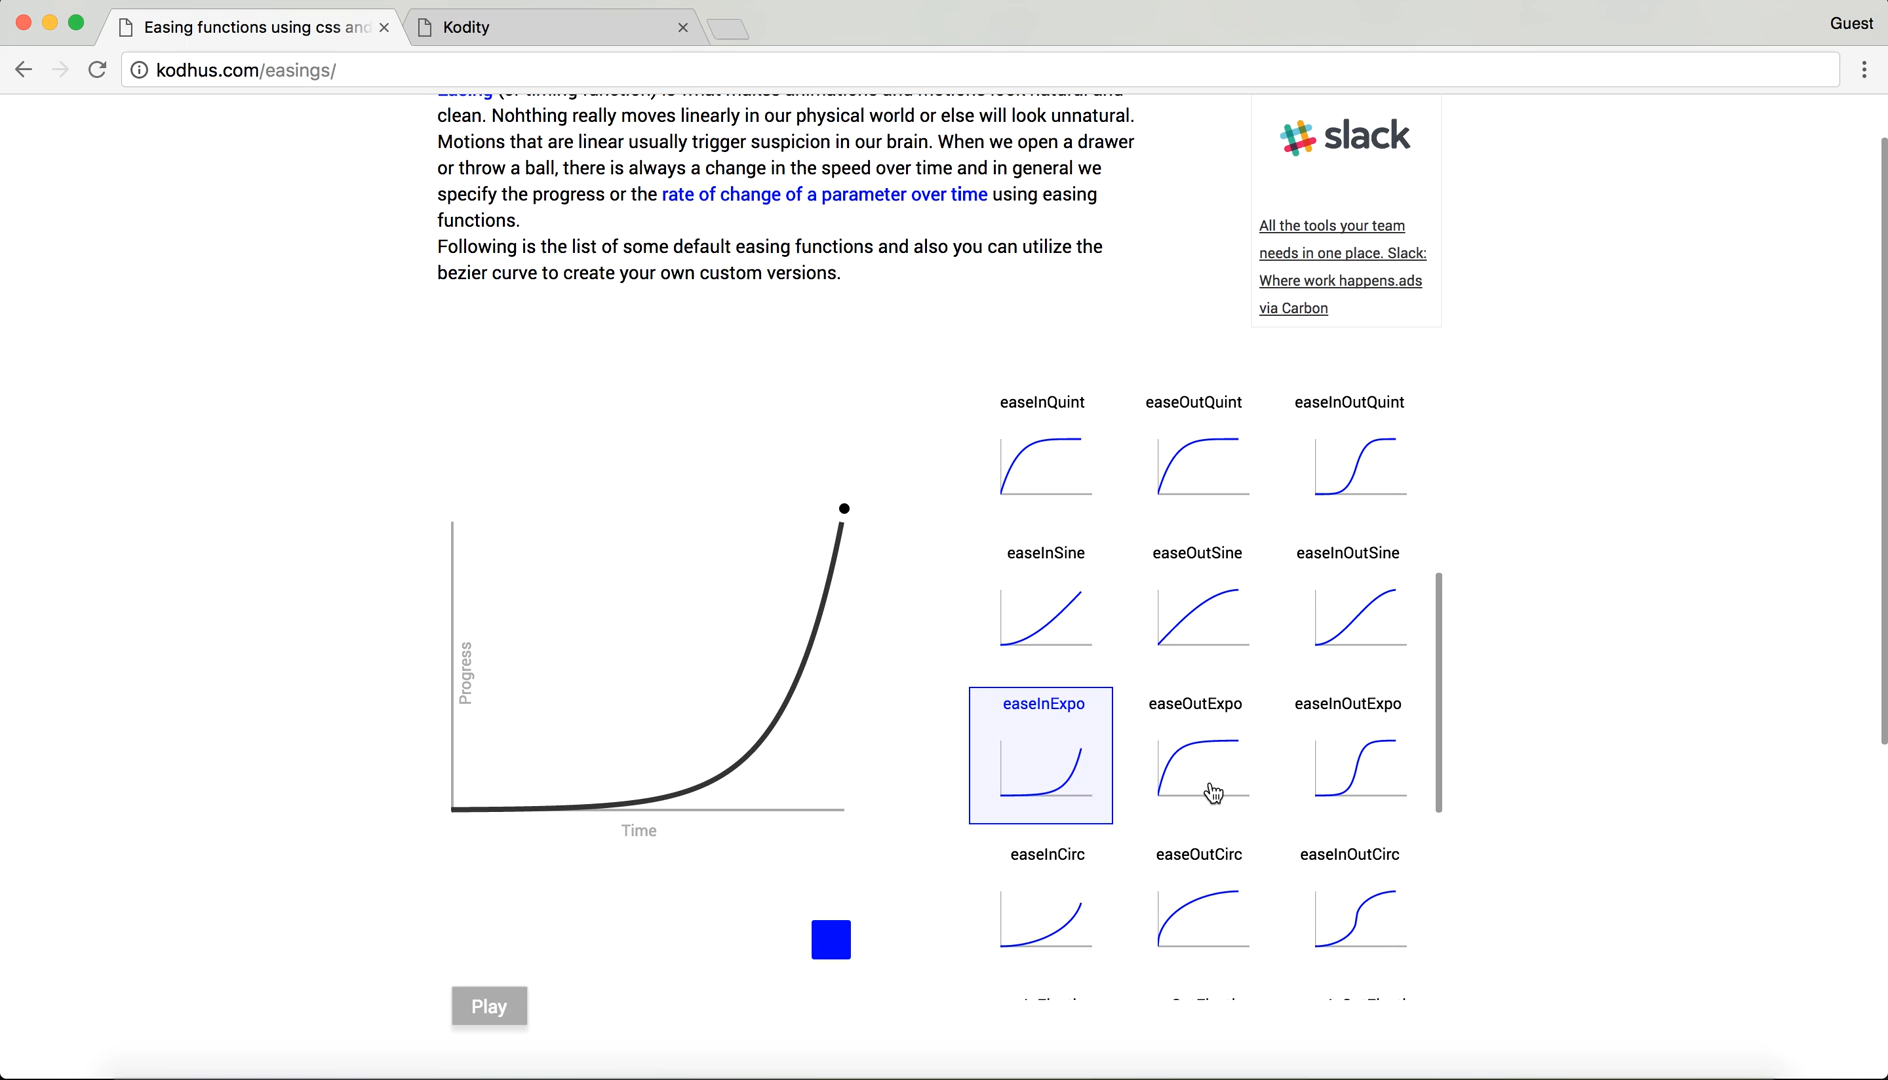 Easing functions using css and
Kodity
Guest
kodhus.com/easings/
clean. Nohthing really moves linearly in our physical world or else will look unnatural.
Motions that are linear usually trigger suspicion in our brain. When we open a drawer
or throw a ball, there is always a change in the speed over time and in general we
specify the progress or the rate of change of a parameter over time using easing
functions.
Following is the list of some default easing functions and also you can utilize the
bezier curve to create your own custom versions.
slack
All the tools your team
needs in one place. Slack:
Where work happens.ads
via Carbon
easeInQuint easeOutQuint easeInOutQuint
easeInSine easeOutSine easeInOutSine
easeInExpo easeOutExpo easeInOutExpo
easeInCirc easeOutCirc easeInOutCirc
Progress
Time
Play